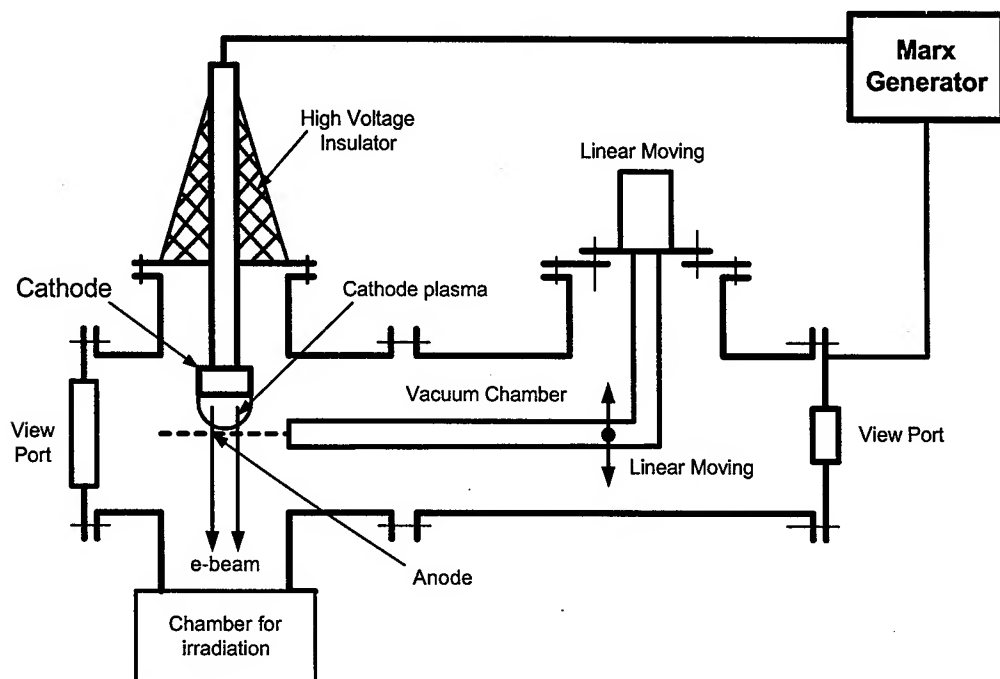 Marx
Generator
High Voltage
Insulator
Linear Moving
Cathode
Cathode plasma
Vacuum Chamber
View
Port
View Port
Linear Moving
e-beam
Anode
Chamber for
irradiation